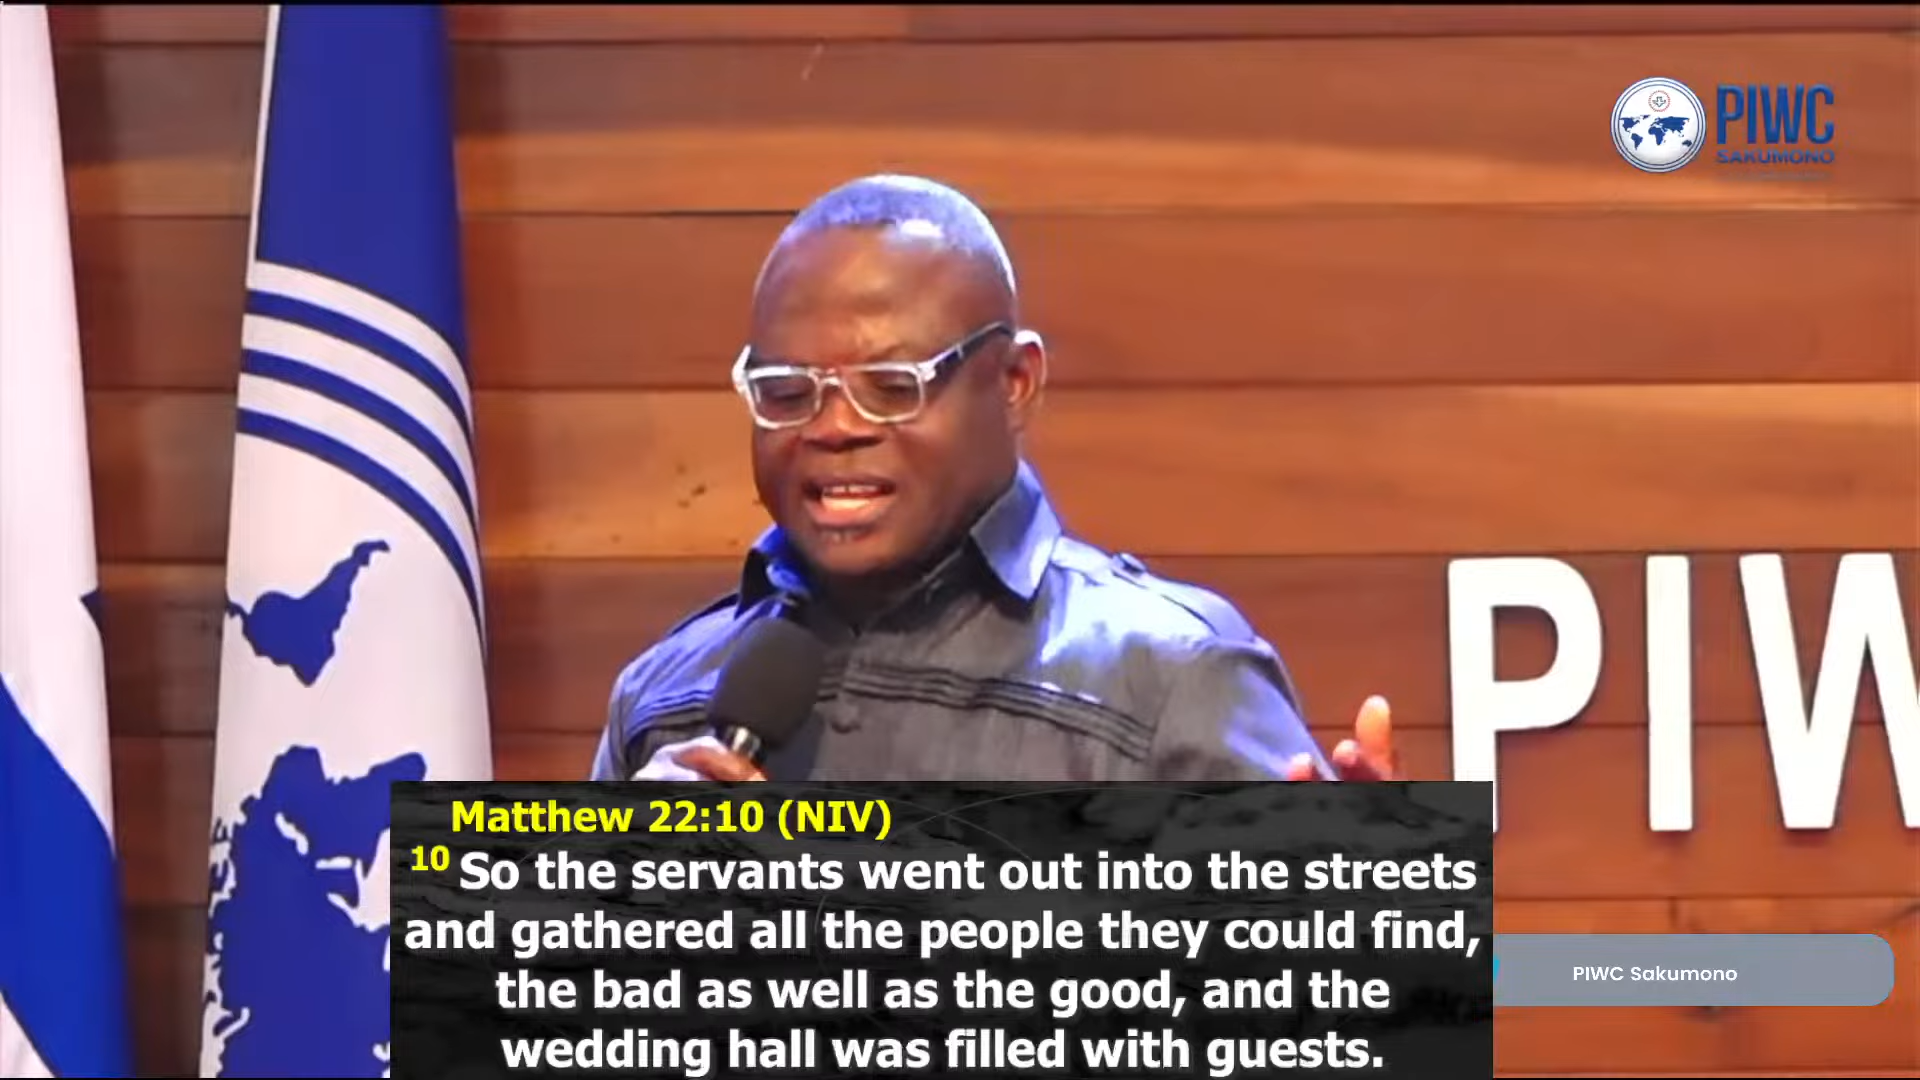 PIWC
SAKUMONO
PIW
Matthew 22:10 (NIV)
10 So the servants went out into the streets
and gathered all the people they could find,
the bad as well as the good, and the
wedding hall was filled with guests.
PIWC Sakumono